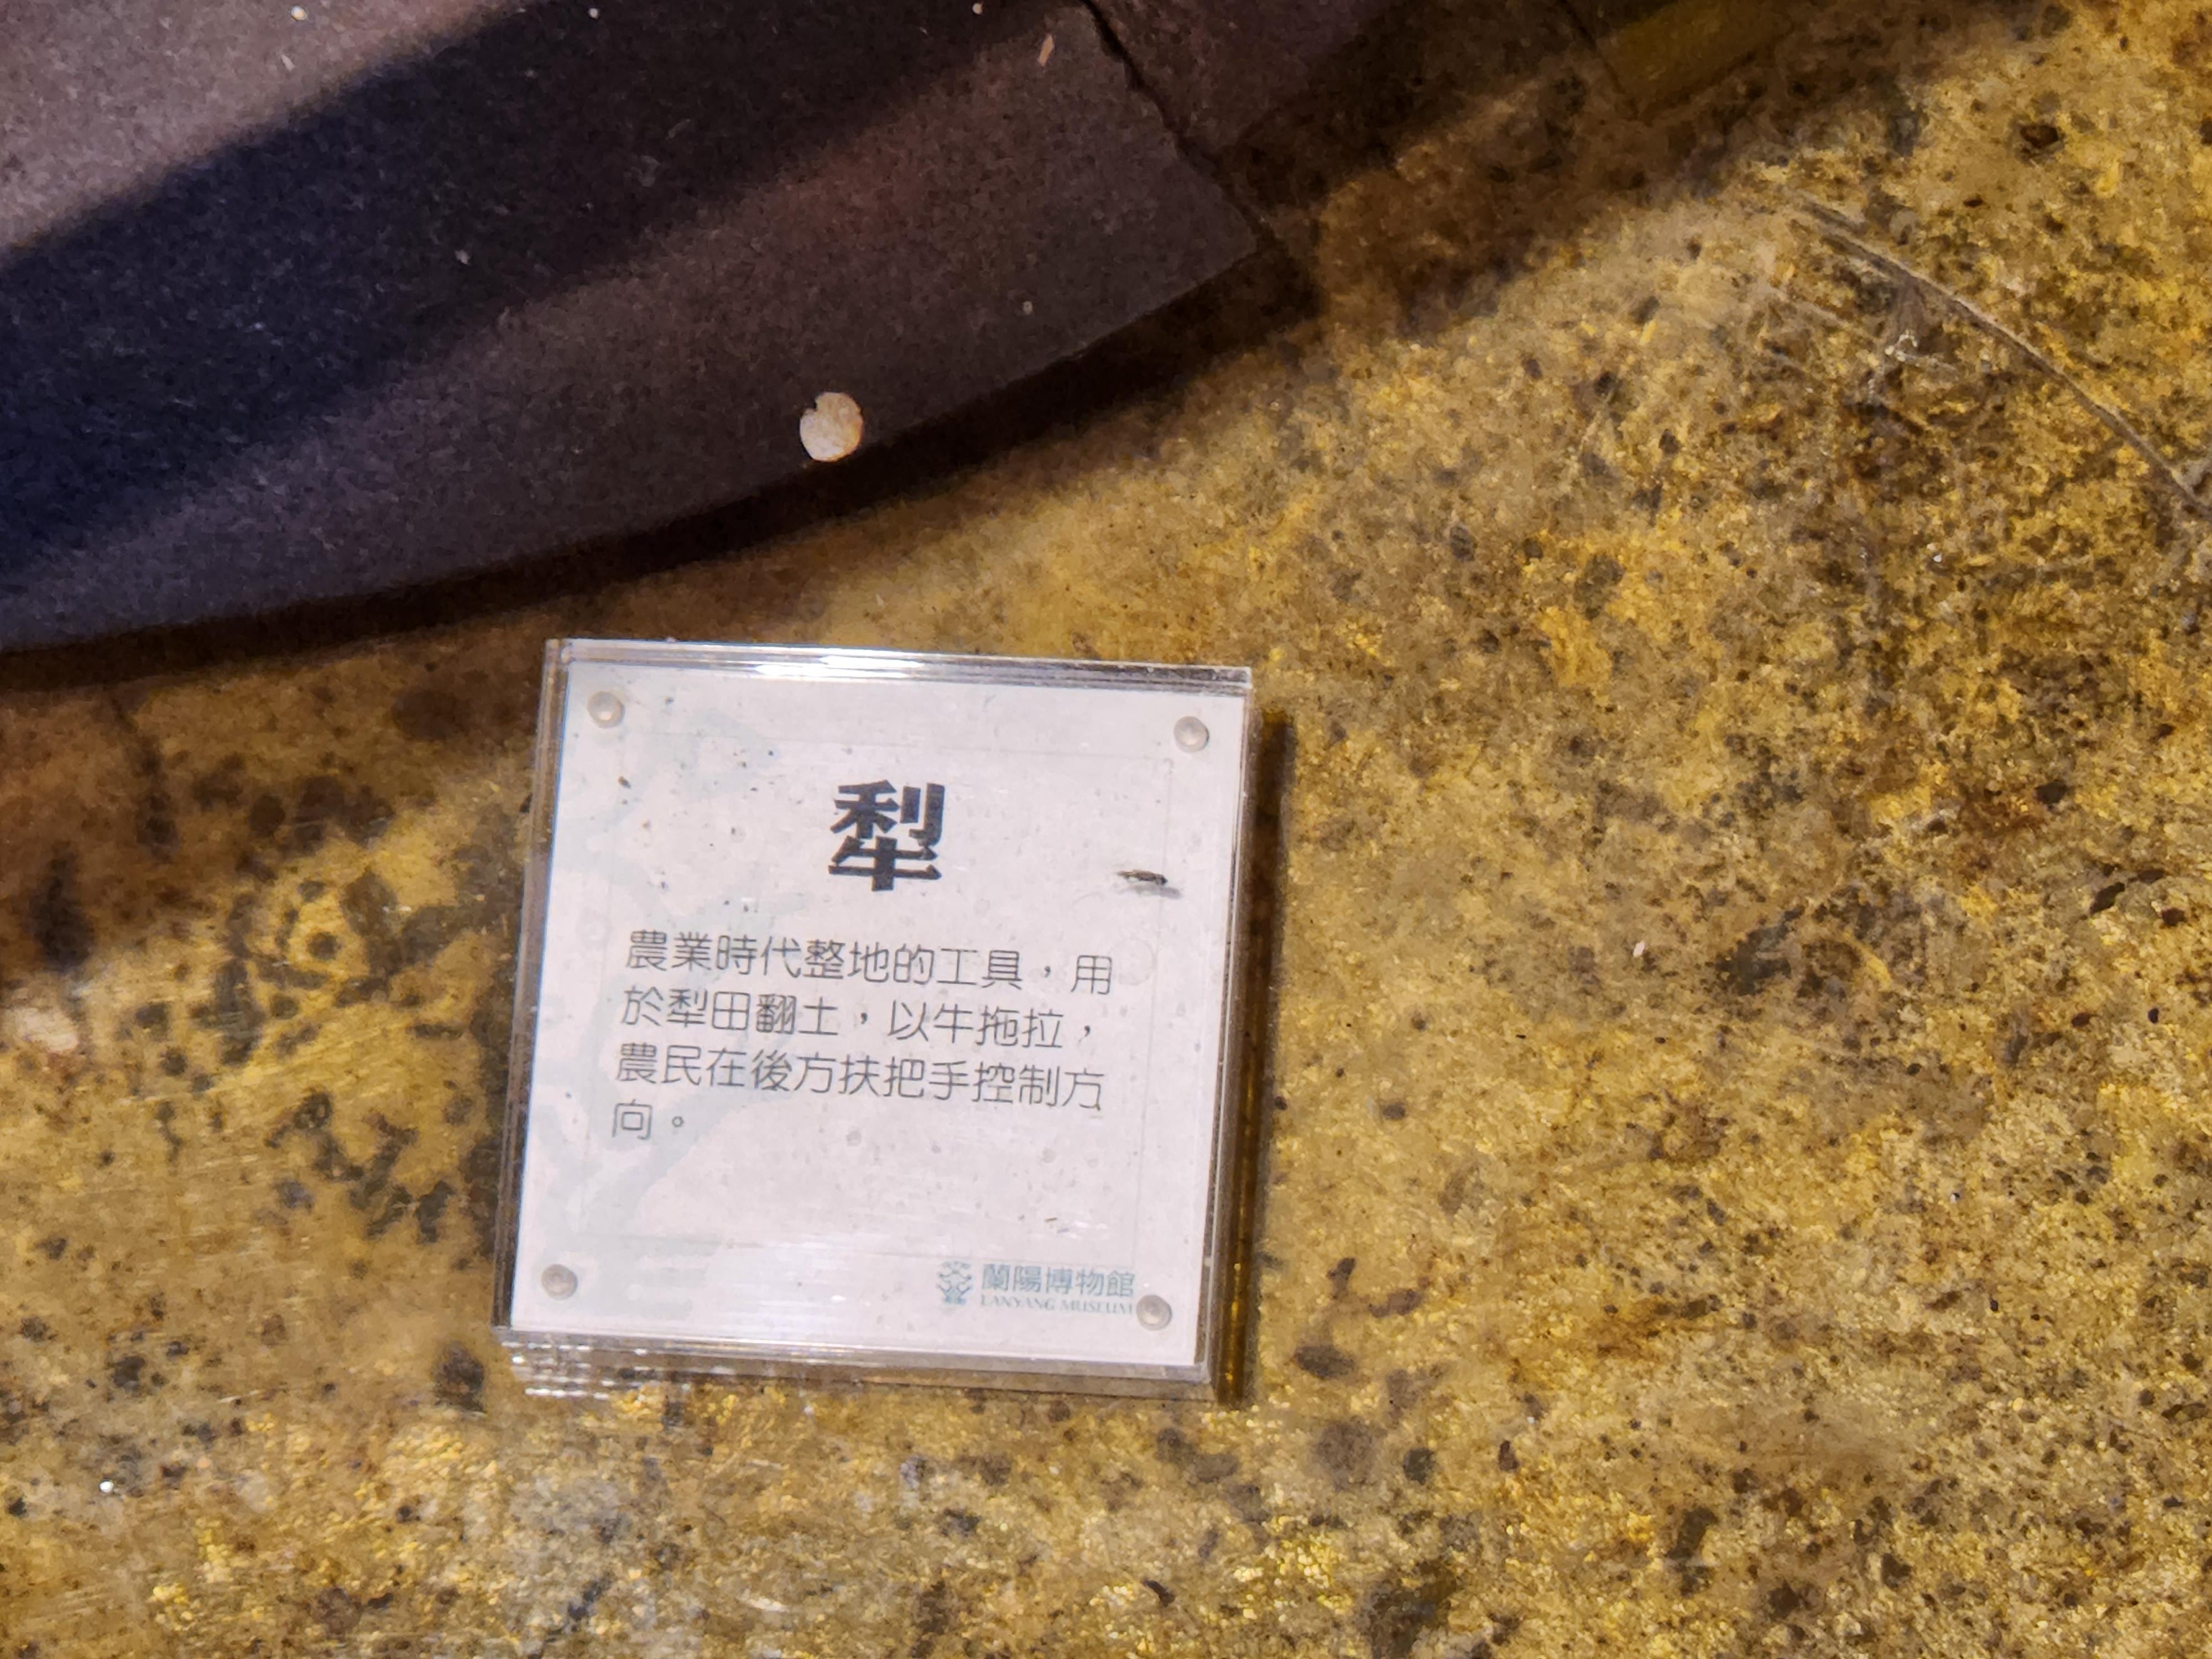 犁
農業時代整地的工具，用
於犁田翻土，以牛拖拉，
農民在後方扶把手控制方
向。
蘭陽博物館
LANYANG MUSEUM